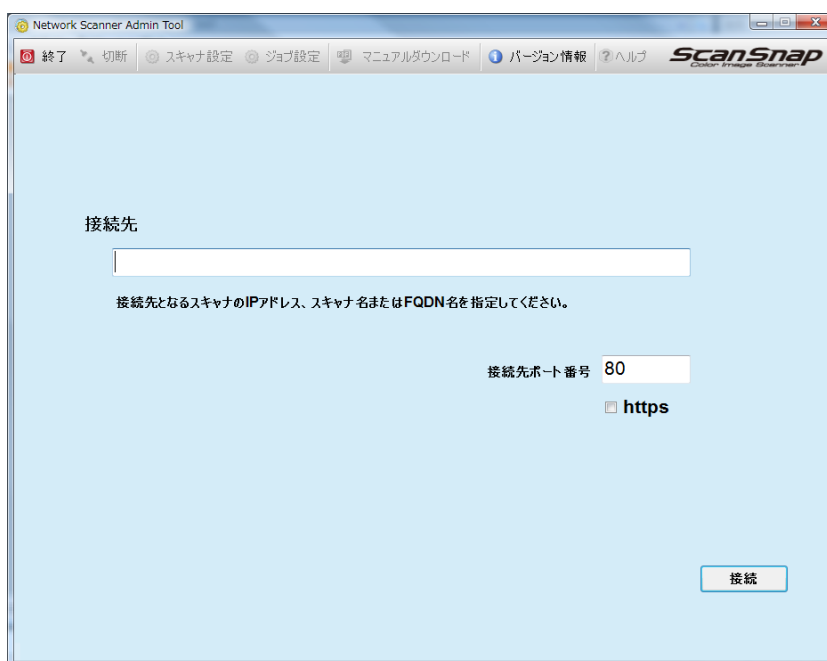 Network Scanner Admin Tool
終了 切断 スキャナ設定 ジョブ設定 マニュアルダウンロード バージョン情報 ヘルプ ScanSnap
Color Image Scanner
接続先
接続先となるスキャナのIPアドレス、スキャナ名またはFQDN名を指定してください。
接続先ポート番号 80
https
接続